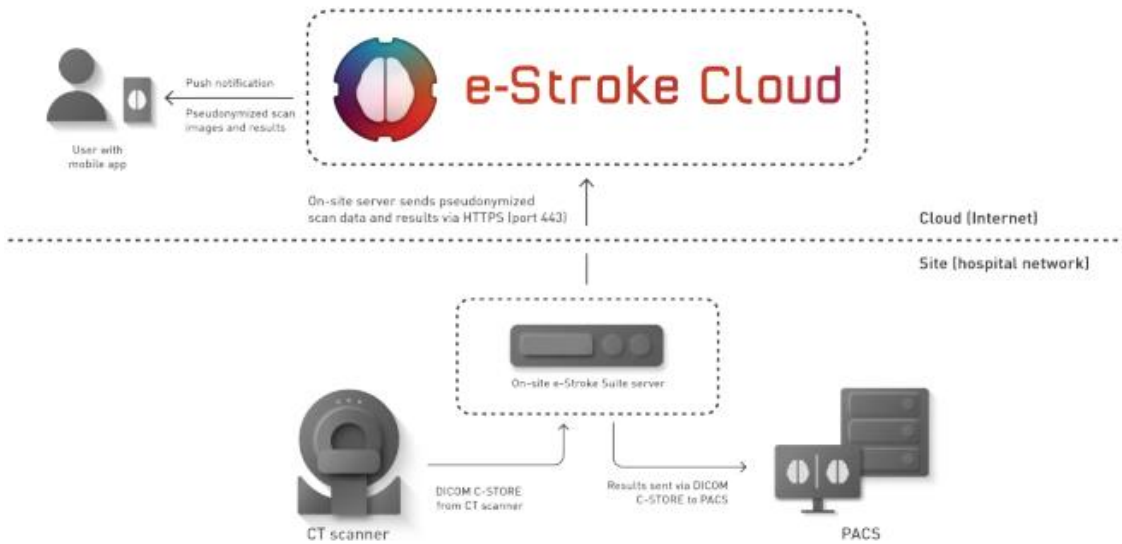 e-Stroke Cloud
Push notification
Pseudonymized scan
images and results
User with
mobile app
On-site server sends pseudonymized
scan data and results via HTTPS (port 443)
Cloud (Internet)
Site (hospital network)
On-site e-Stroke Suite server
DICOM C-STORE
from CT scanner
Results sent via DICOM
C-STORE to PACS
CT scanner
PACS